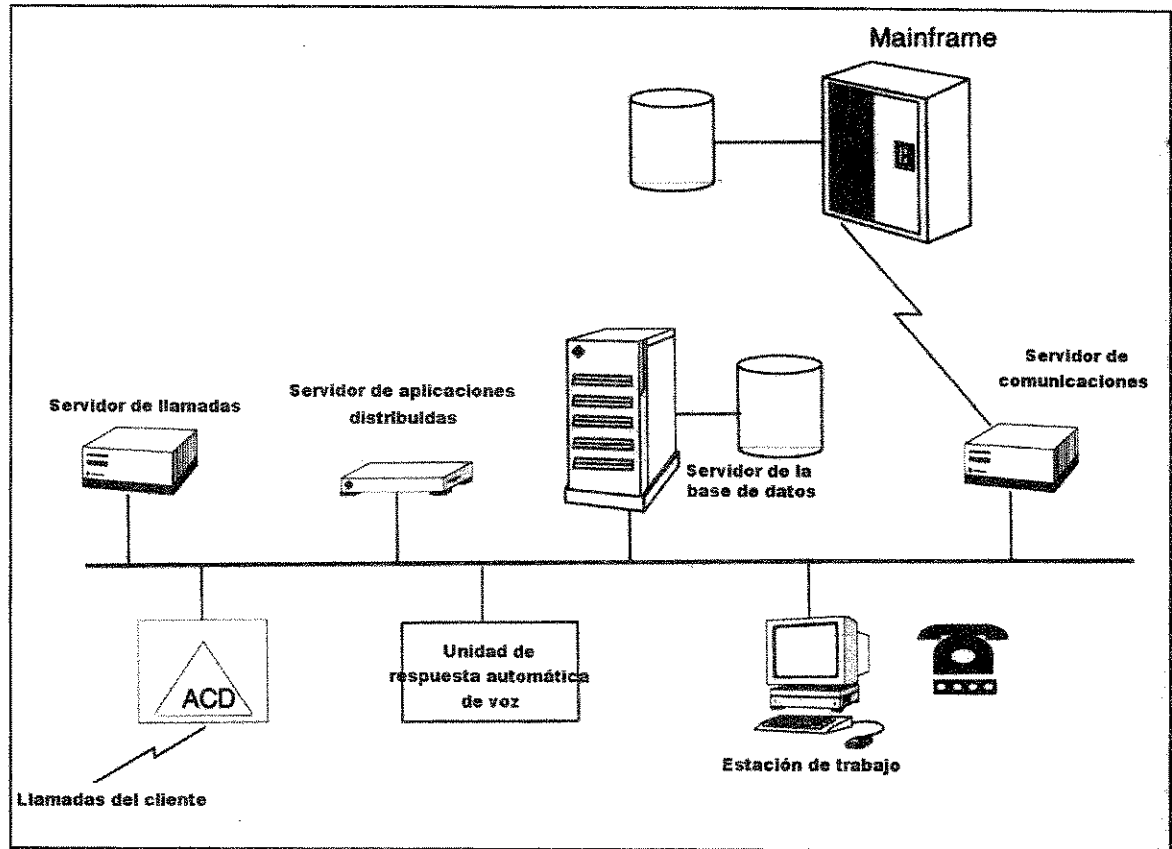 Mainframe
Servidor de
comunicaciones
Servidor de aplicaciones
distribuidas
Servidor de llamadas
Servidor de la
base de datos
Unidad de
respuesta automática
de voz
ACD
Estación de trabajo
Llamadas del cliente